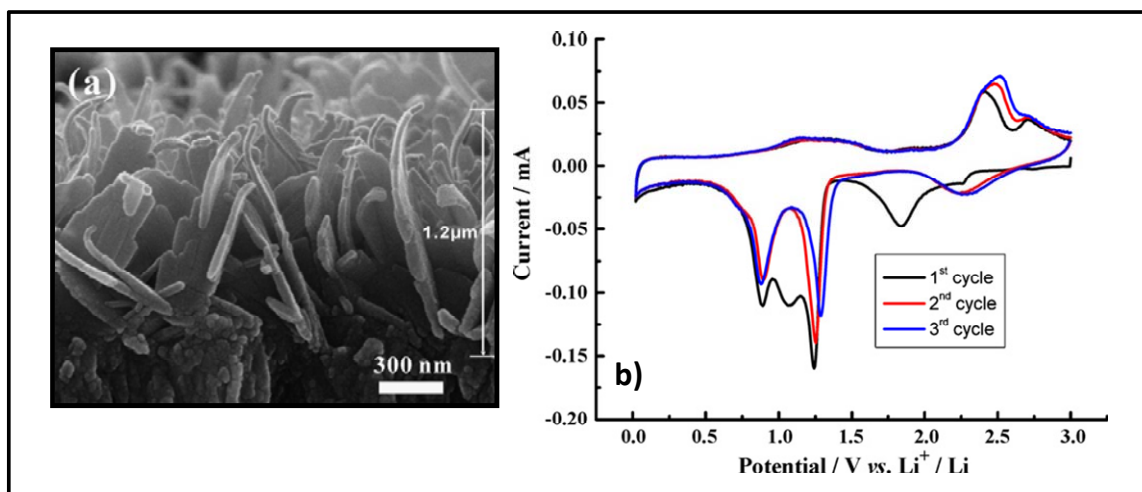 (a)
1.2µm
300 nm
0.10
0.05
0.00
-0.05
-0.10
-0.15
-0.20
Current / mA
1st cycle
2nd cycle
3rd cycle
b)
0.0 0.5 1.0 1.5 2.0 2.5 3.0
Potential / V vs. Li+ / Li